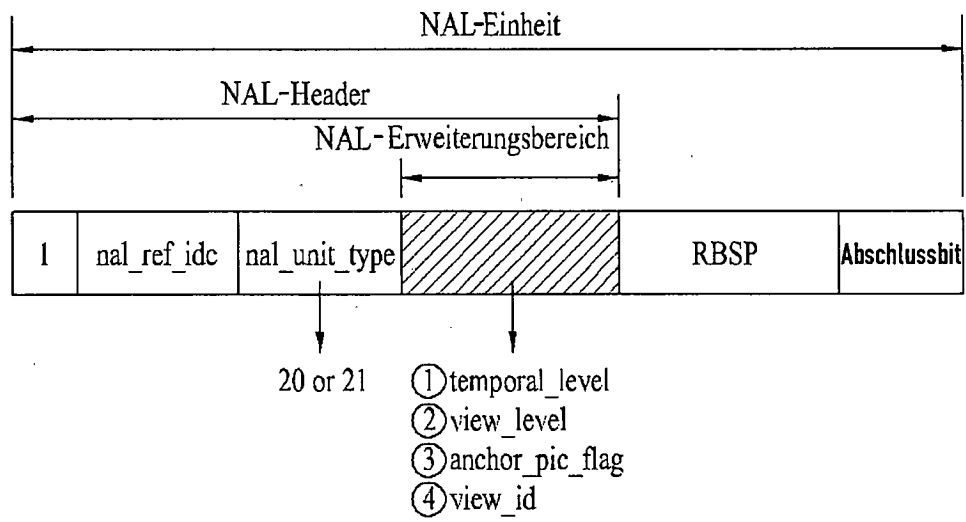 NAL-Einheit
NAL-Header
NAL-Erweiterungsbereich
1 nal_ref_idc nal_unit_type RBSP Abschlussbit
20 or 21
①temporal_level
②view_level
③anchor_pic_flag
④view_id